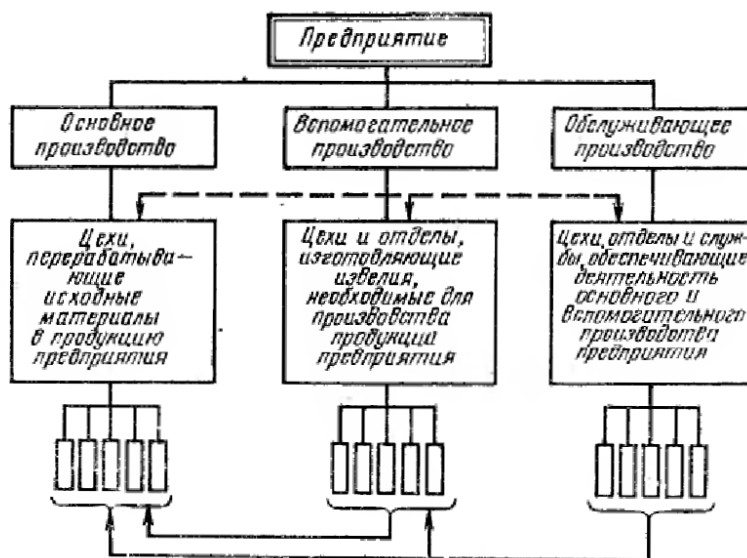 Предприятие
Основное
производство
Вспомогательное
производство
Обслуживающее
производство
Цехи,
перерабатыва-
ющие
исходные
материалы
в продукцию
предприятия
Цехи и отделы,
изготовляющие
изделия,
необходимые для
производства
продукции
предприятия
Цехи, отделы и служ-
бы, обеспечивающие
деятельность
основного и
вспомогательного
производства
предприятия